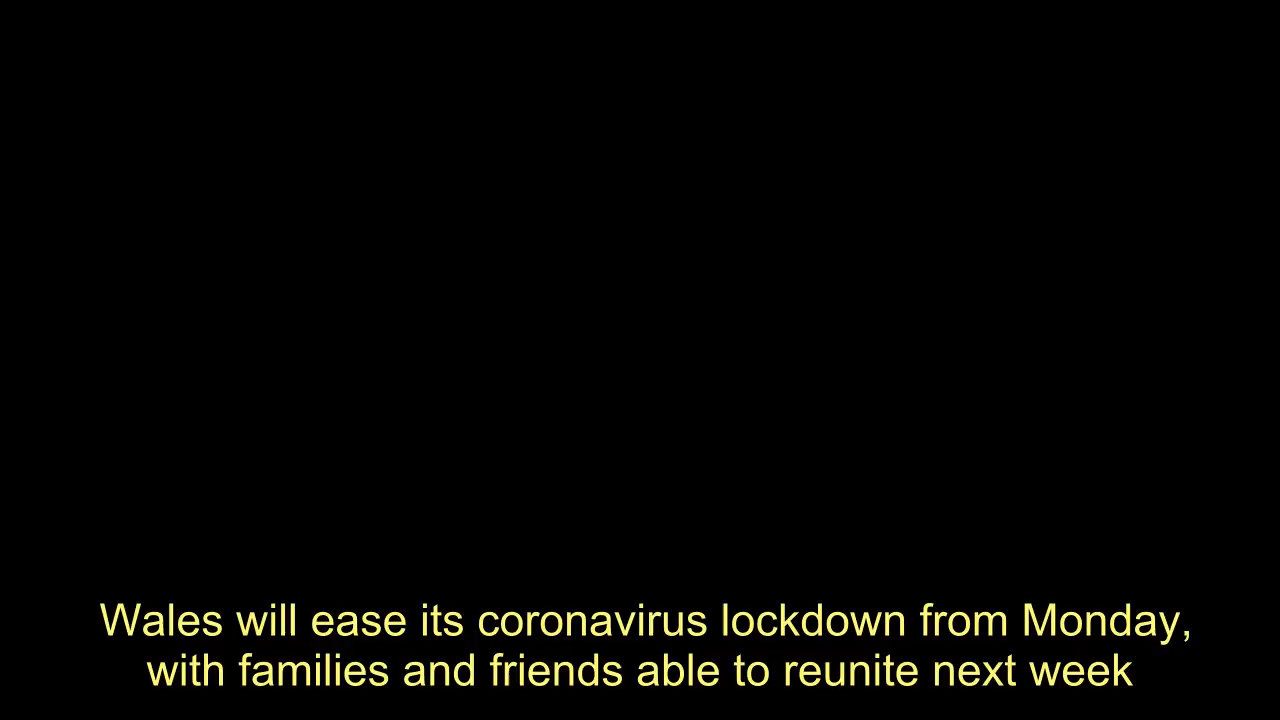 Wales will ease its coronavirus lockdown from Monday,
with families and friends able to reunite next week